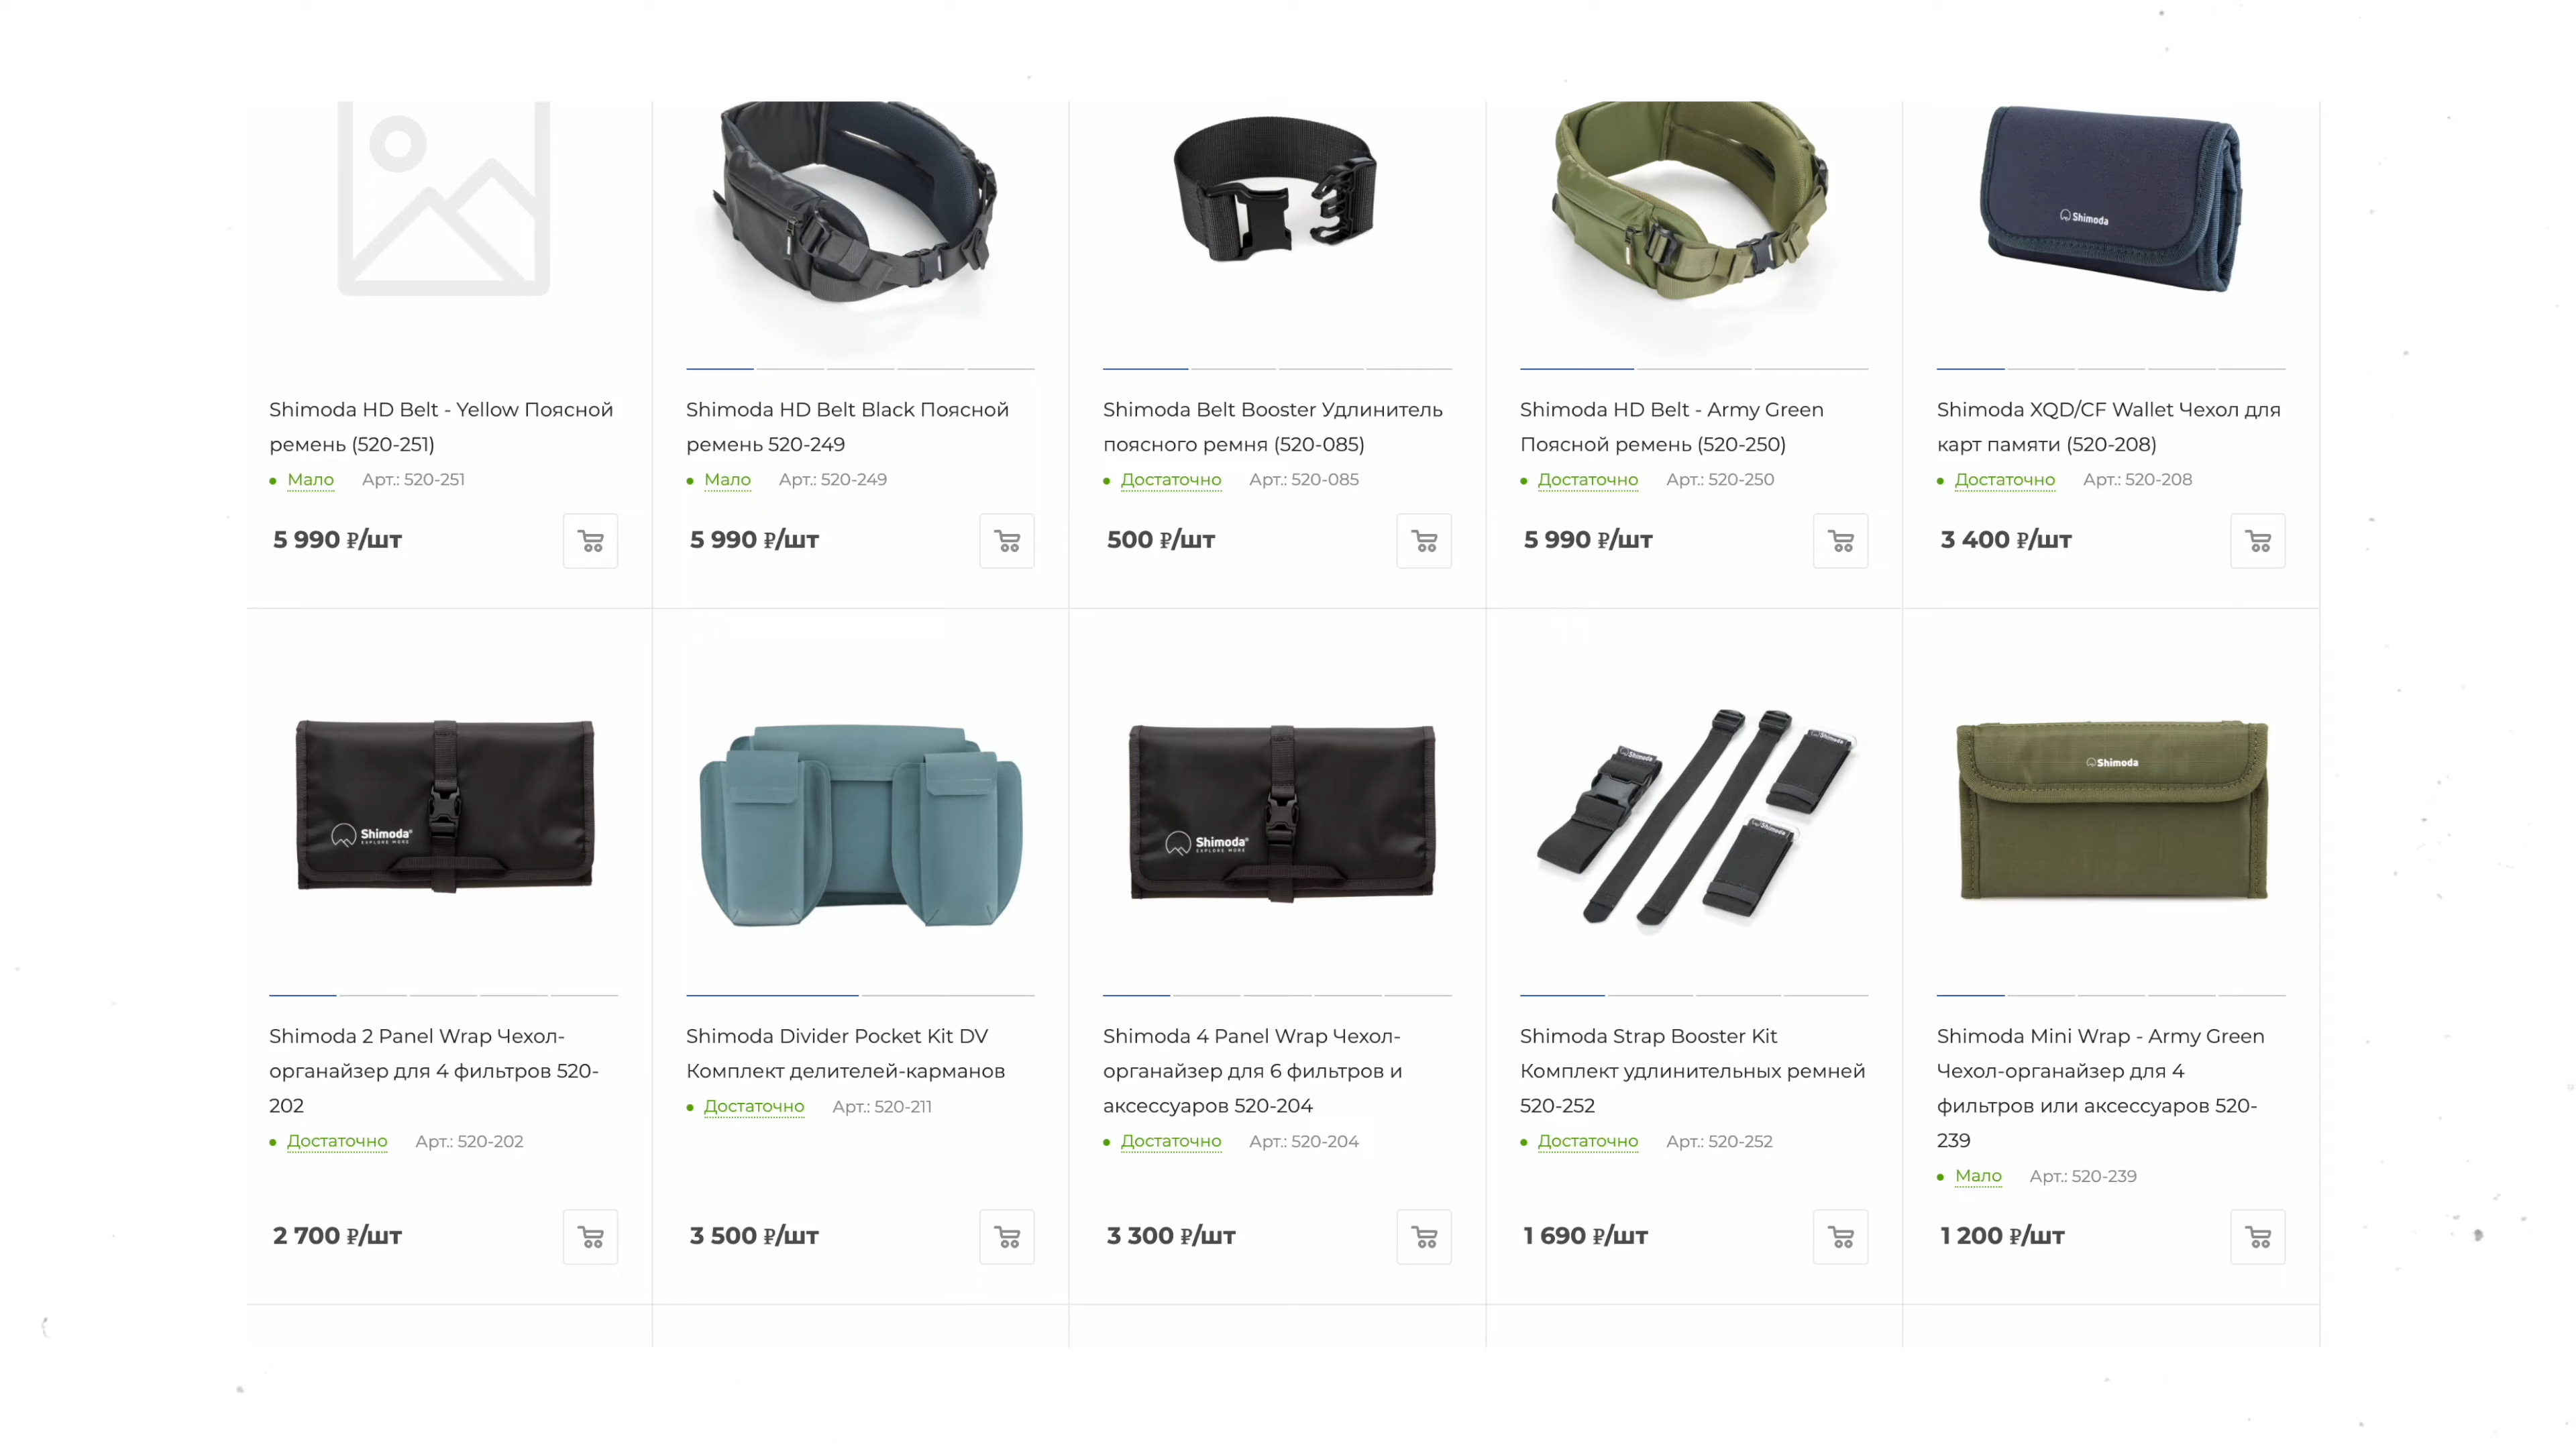 Shimoda
Shimoda HD Belt - Yellow Поясной
ремень (520-251)
Мало Арт.: 520-251
5 990 ₽/шт
Shimoda HD Belt Black Поясной
ремень 520-249
Мало Арт.: 520-249
5 990 ₽/шт
Shimoda Belt Booster Удлинитель
поясного ремня (520-085)
Достаточно Арт.: 520-085
500 ₽/шт
Shimoda HD Belt - Army Green
Поясной ремень (520-250)
Достаточно Арт.: 520-250
5 990 ₽/шт
Shimoda XQD/CF Wallet Чехол для
карт памяти (520-208)
Достаточно Арт.: 520-208
3 400 ₽/шт
Shimoda
EXPLORE MORE
Shimoda 2 Panel Wrap Чехол-
органайзер для 4 фильтров 520-
202
Достаточно Арт.: 520-202
2 700 ₽/шт
Shimoda Divider Pocket Kit DV
Комплект делителей-карманов
Достаточно Арт.: 520-211
3 500 ₽/шт
Shimoda
EXPLORE MORE
Shimoda 4 Panel Wrap Чехол-
органайзер для 6 фильтров и
аксессуаров 520-204
Достаточно Арт.: 520-204
3 300 ₽/шт
Shimoda
Shimoda
Shimoda
Shimoda Strap Booster Kit
Комплект удлинительных ремней
520-252
Достаточно Арт.: 520-252
1 690 ₽/шт
Shimoda
Shimoda Mini Wrap - Army Green
Чехол-органайзер для 4
фильтров или аксессуаров 520-
239
Мало Арт.: 520-239
1 200 ₽/шт